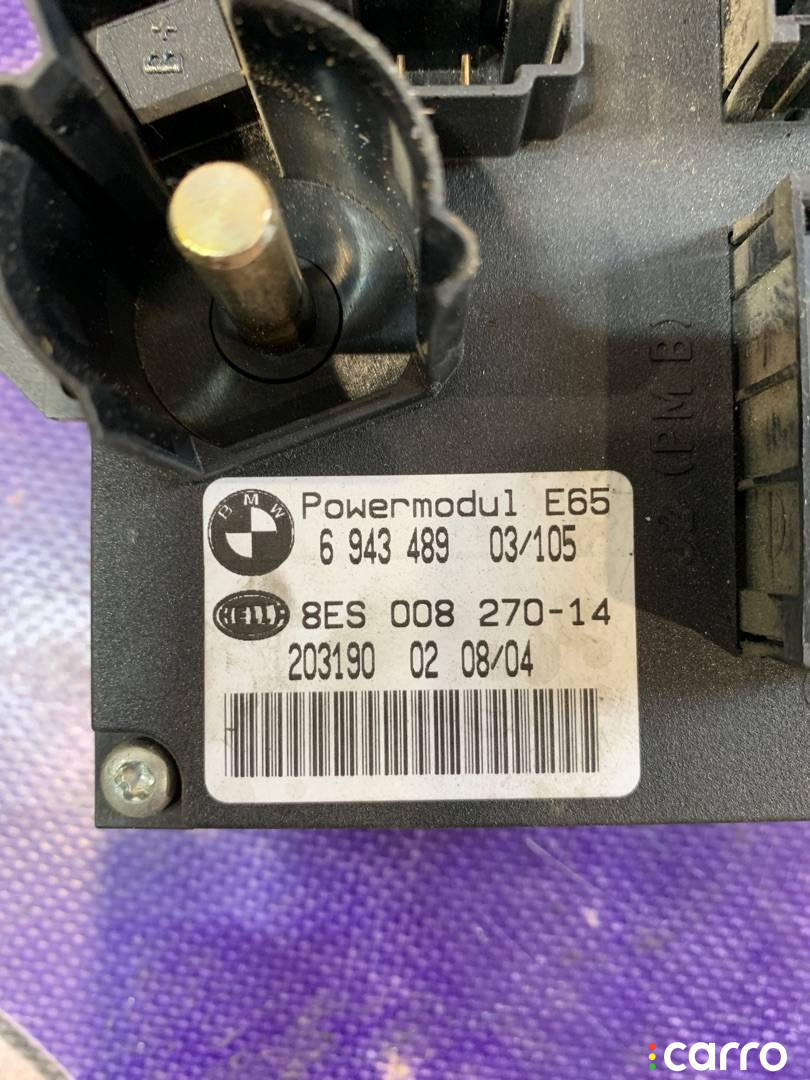 B+
J2 (PM B)
BMW
Powermodul E65
6 943 489 03/105
HELLA
8ES 008 270-14
203190 02 08/04
carro